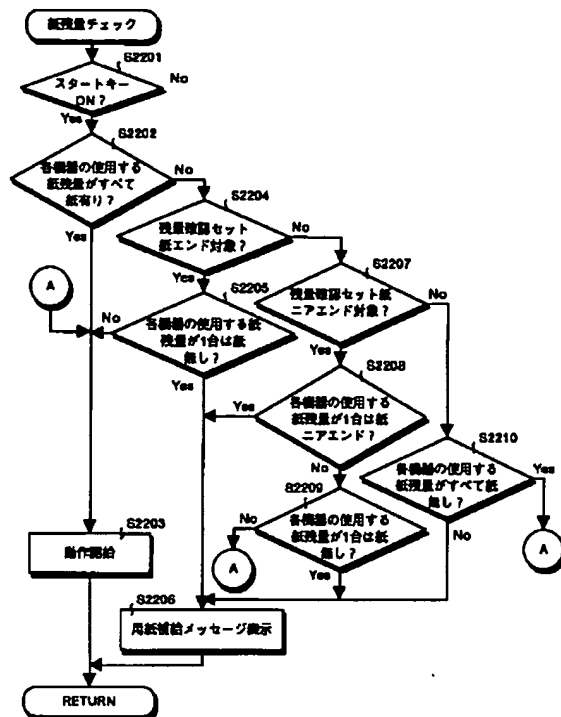 紙残量チェック
S2201
スタートキー
ON？
No
Yes
S2202
各機器の使用する
紙残量がすべて
紙有り？
No
Yes
S2204
残量確認セット
紙エンド対象？
No
Yes
S2207
残量確認セット紙
ニアエンド対象？
No
Yes
A
S2205
各機器の使用する紙
残量が1台は紙
無し？
No
Yes
S2208
各機器の使用する
紙残量が1台は紙
ニアエンド？
Yes
No
S2210
各機器の使用する
紙残量がすべて紙
無し？
Yes
No
S2209
各機器の使用する
紙残量が1台は紙
無し？
No
Yes
A
A
S2203
動作開始
S2206
用紙補給メッセージ表示
RETURN